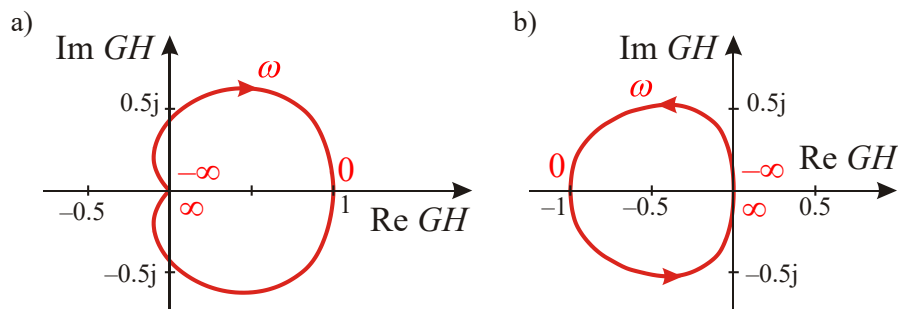 a)
Im GH
ω
0.5j
–∞
0
–0.5
∞
1
Re GH
–0.5j
b)
Im GH
ω
0.5j
0
–∞
Re GH
–1
–0.5
∞
0.5
–0.5j